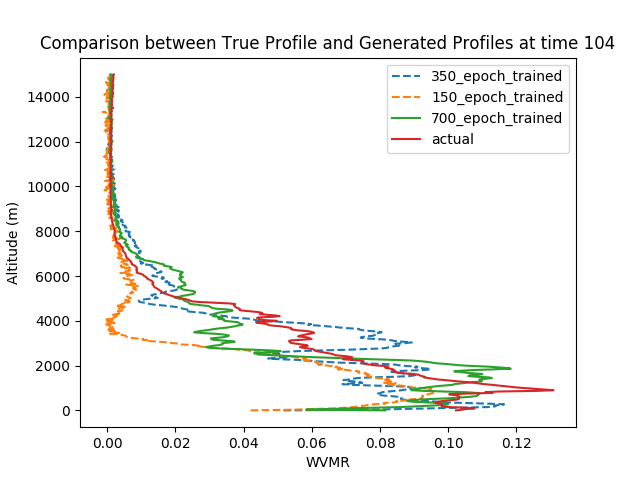 Comparison between True Profile and Generated Profiles at time 104
350_epoch_trained
150_epoch_trained
700_epoch_trained
actual
Altitude (m)
14000
12000
10000
8000
6000
4000
2000
0
0.00 0.02 0.04 0.06 0.08 0.10 0.12
WVMR